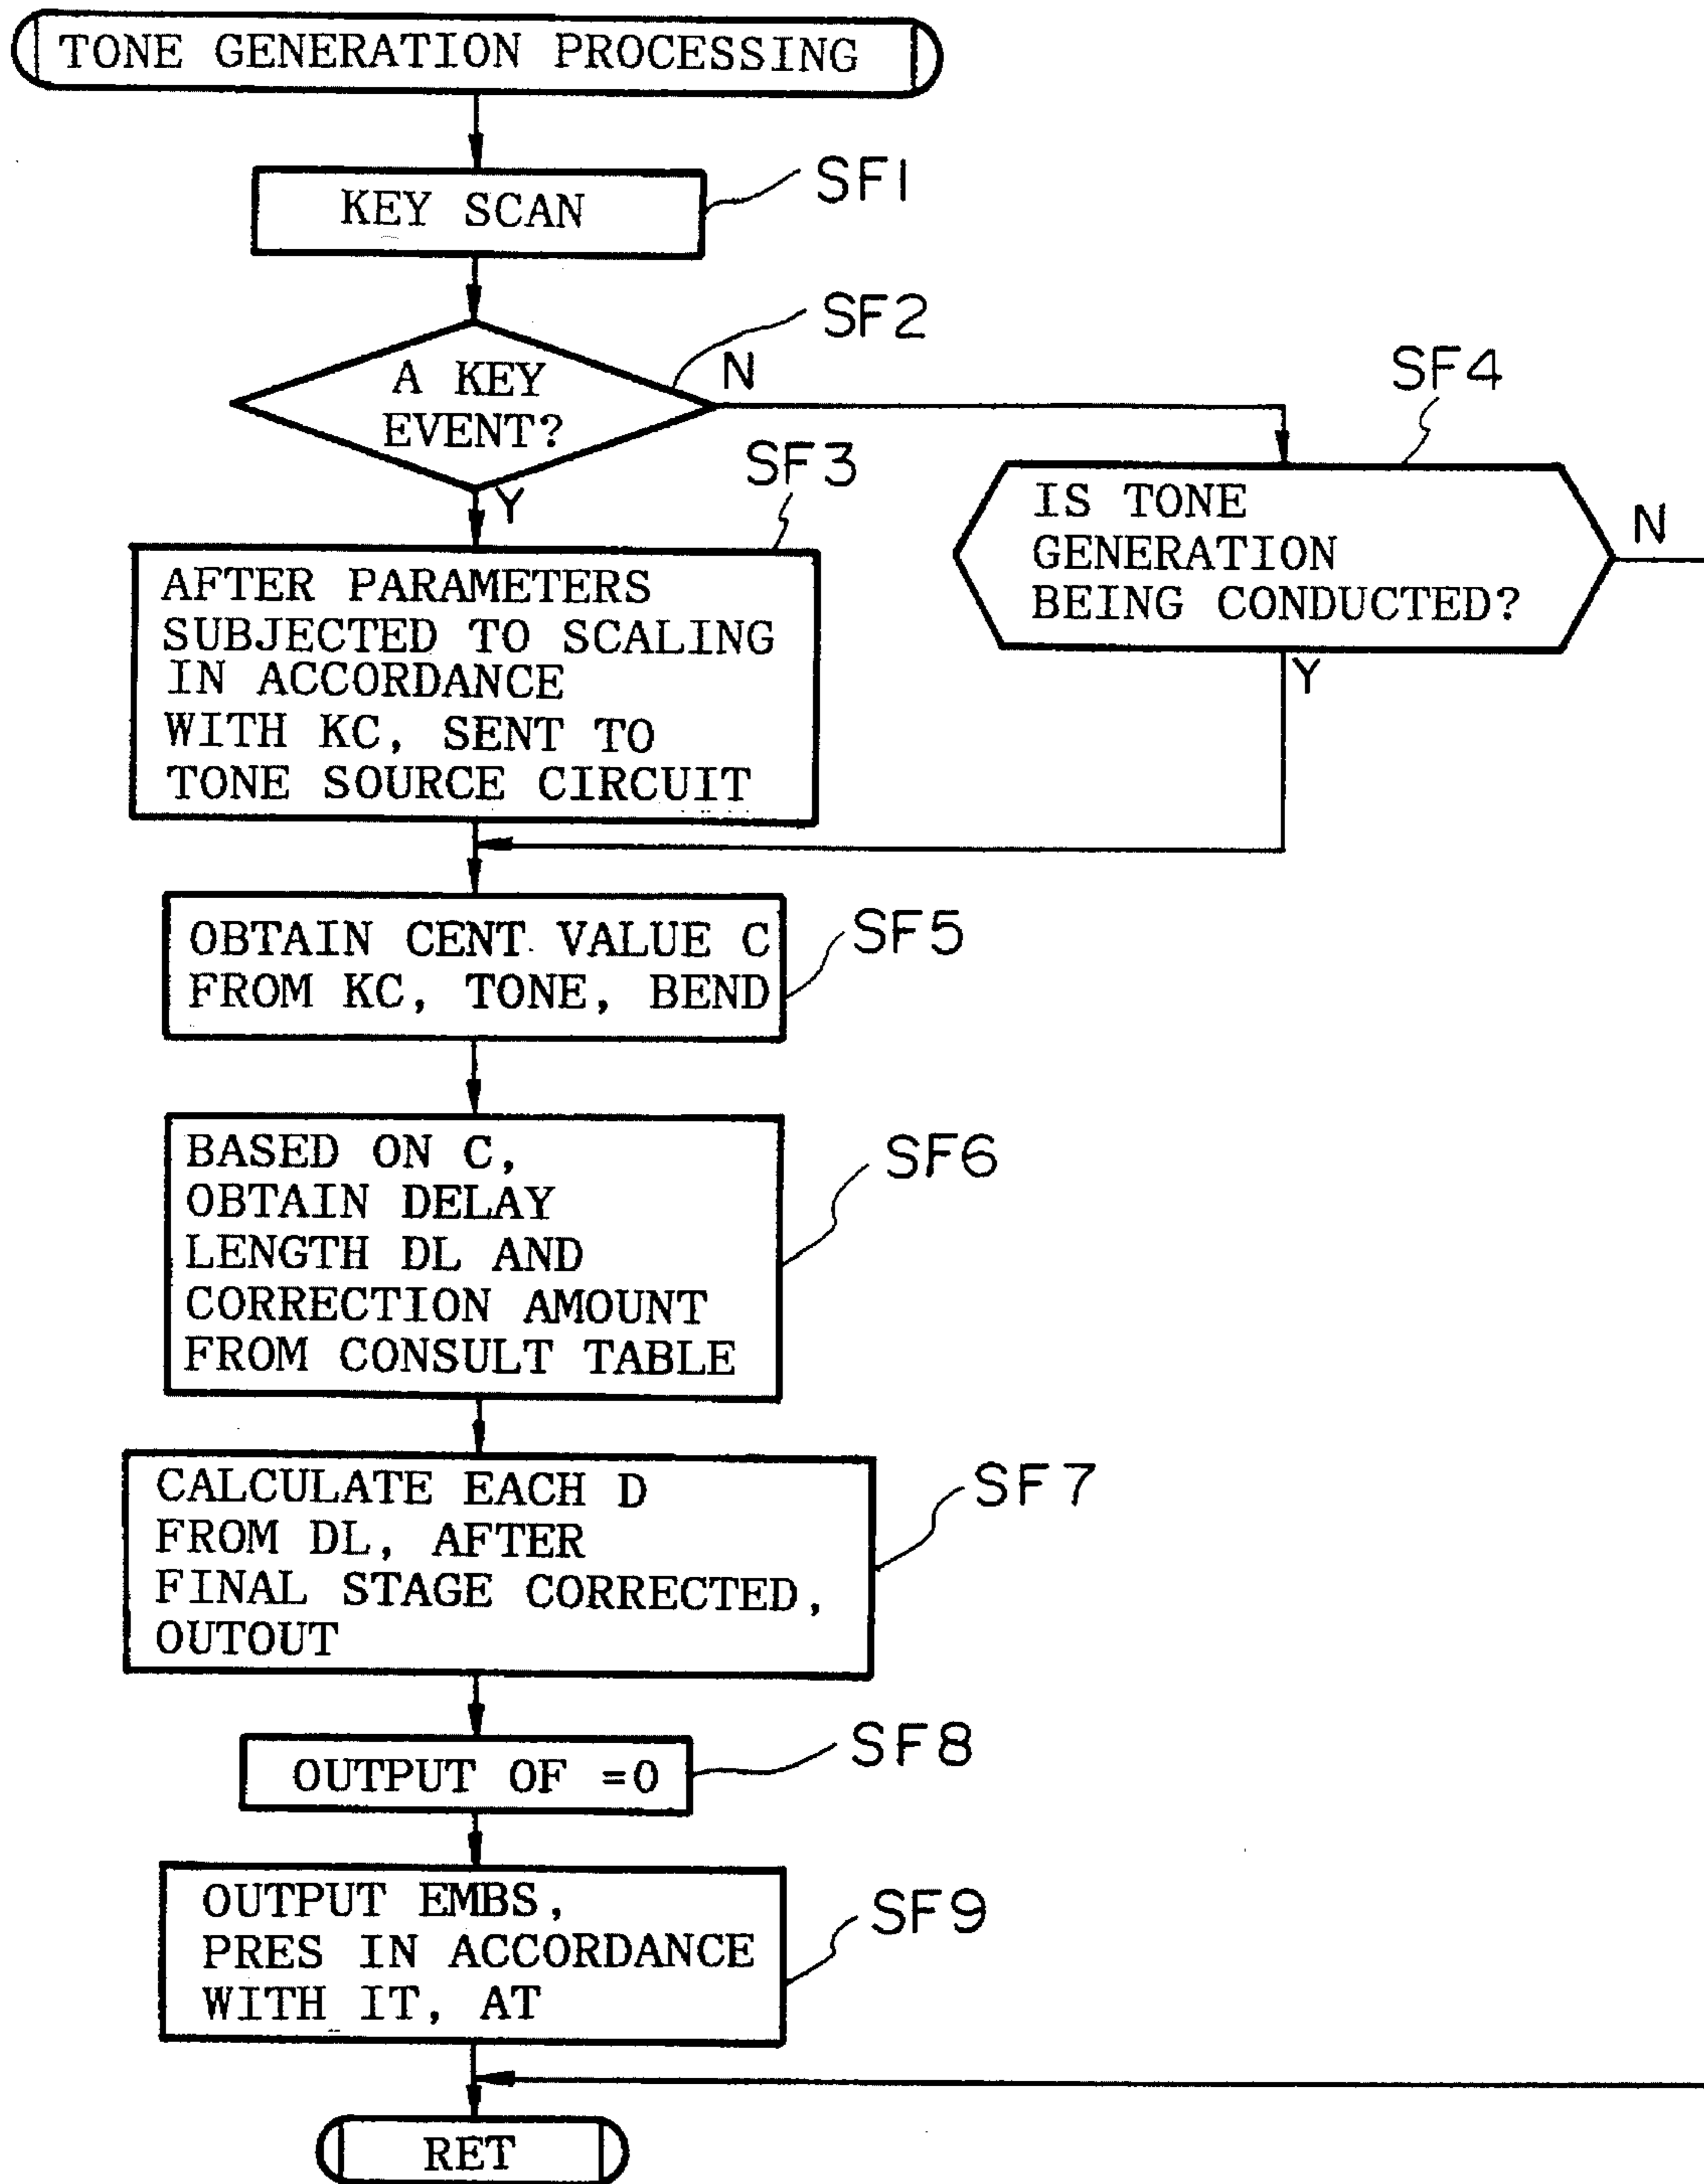 TONE GENERATION PROCESSING
SF1
KEY SCAN
SF2
A KEY
EVENT?
N
Y
SF4
IS TONE
GENERATION
BEING CONDUCTED?
N
Y
SF3
AFTER PARAMETERS
SUBJECTED TO SCALING
IN ACCORDANCE
WITH KC, SENT TO
TONE SOURCE CIRCUIT
SF5
OBTAIN CENT VALUE C
FROM KC, TONE, BEND
SF6
BASED ON C,
OBTAIN DELAY
LENGTH DL AND
CORRECTION AMOUNT
FROM CONSULT TABLE
SF7
CALCULATE EACH D
FROM DL, AFTER
FINAL STAGE CORRECTED,
OUTOUT
SF8
OUTPUT OF =0
SF9
OUTPUT EMBS,
PRES IN ACCORDANCE
WITH IT, AT
RET